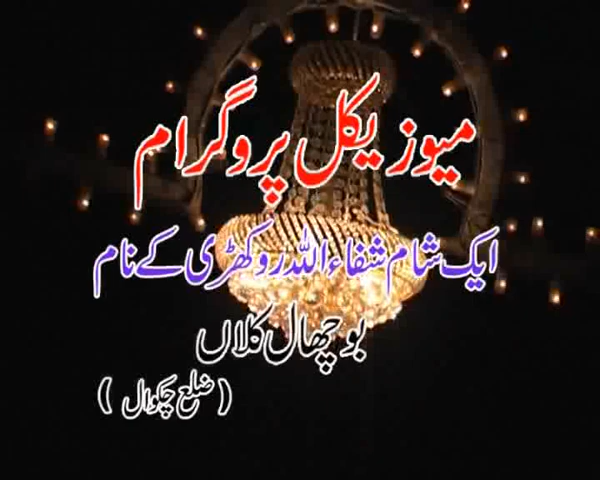 میوزیکل پروگرام
ایک شام شفاء اللہ روکھڑی کے نام
بوچھال کلاں
( ضلع چکوال )